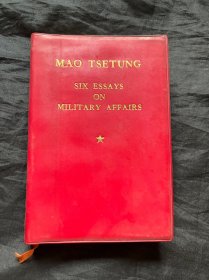 MAO TSETUNG
SIX ESSAYS
ON
MILITARY AFFAIRS